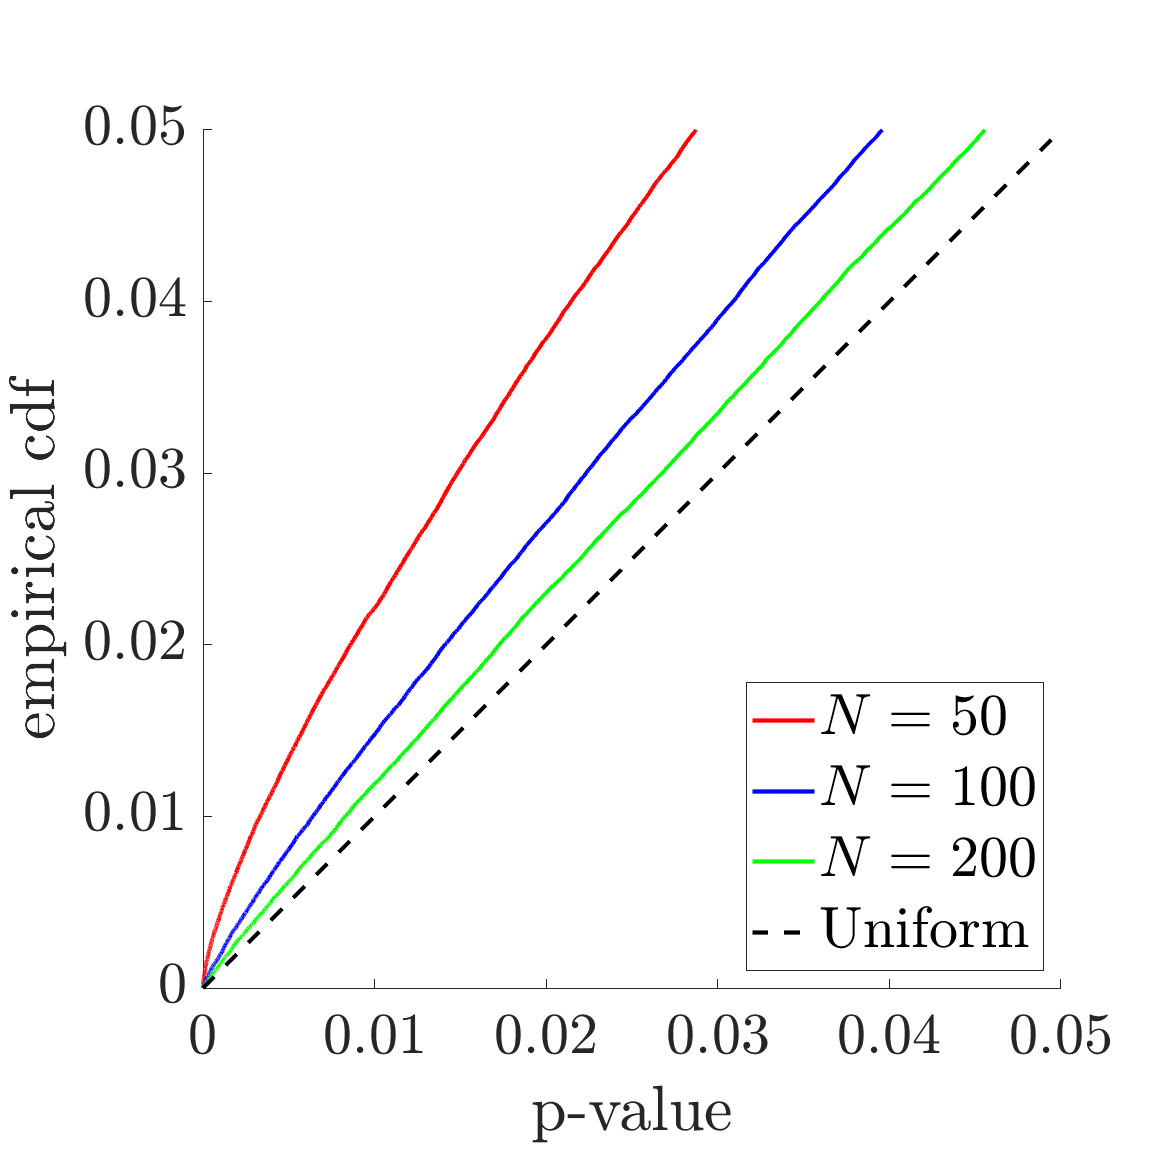 0.05
0.04
0.03
0.02
0.01
0
empirical cdf
N = 50
N = 100
N = 200
Uniform
0 0.01 0.02 0.03 0.04 0.05
p-value